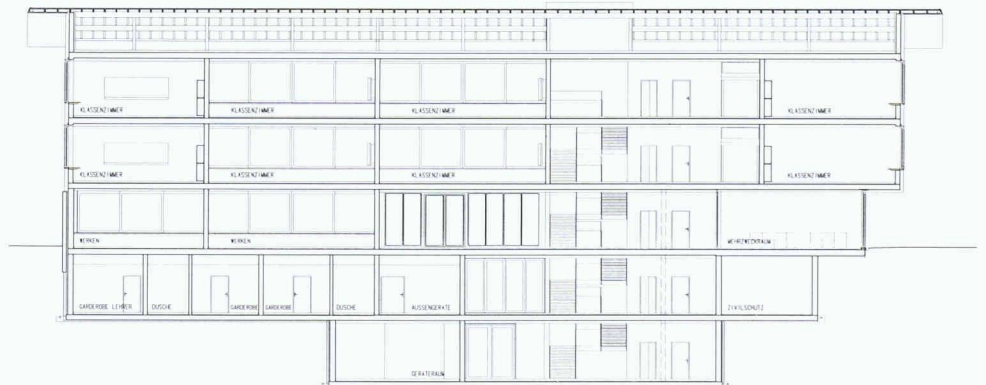 KLASSENZIMMER KLASSENZIMMER KLASSENZIMMER KLASSENZIMMER
KLASSENZIMMER KLASSENZIMMER KLASSENZIMMER KLASSENZIMMER
WERKEN WERKEN MEHRZWECKRAUM
GARDEROBE LEHRER DUSCHE GARDEROBE GARDEROBE DUSCHE AUSSENGERÄTE ZIVILSCHUTZ
GERÄTERAUM